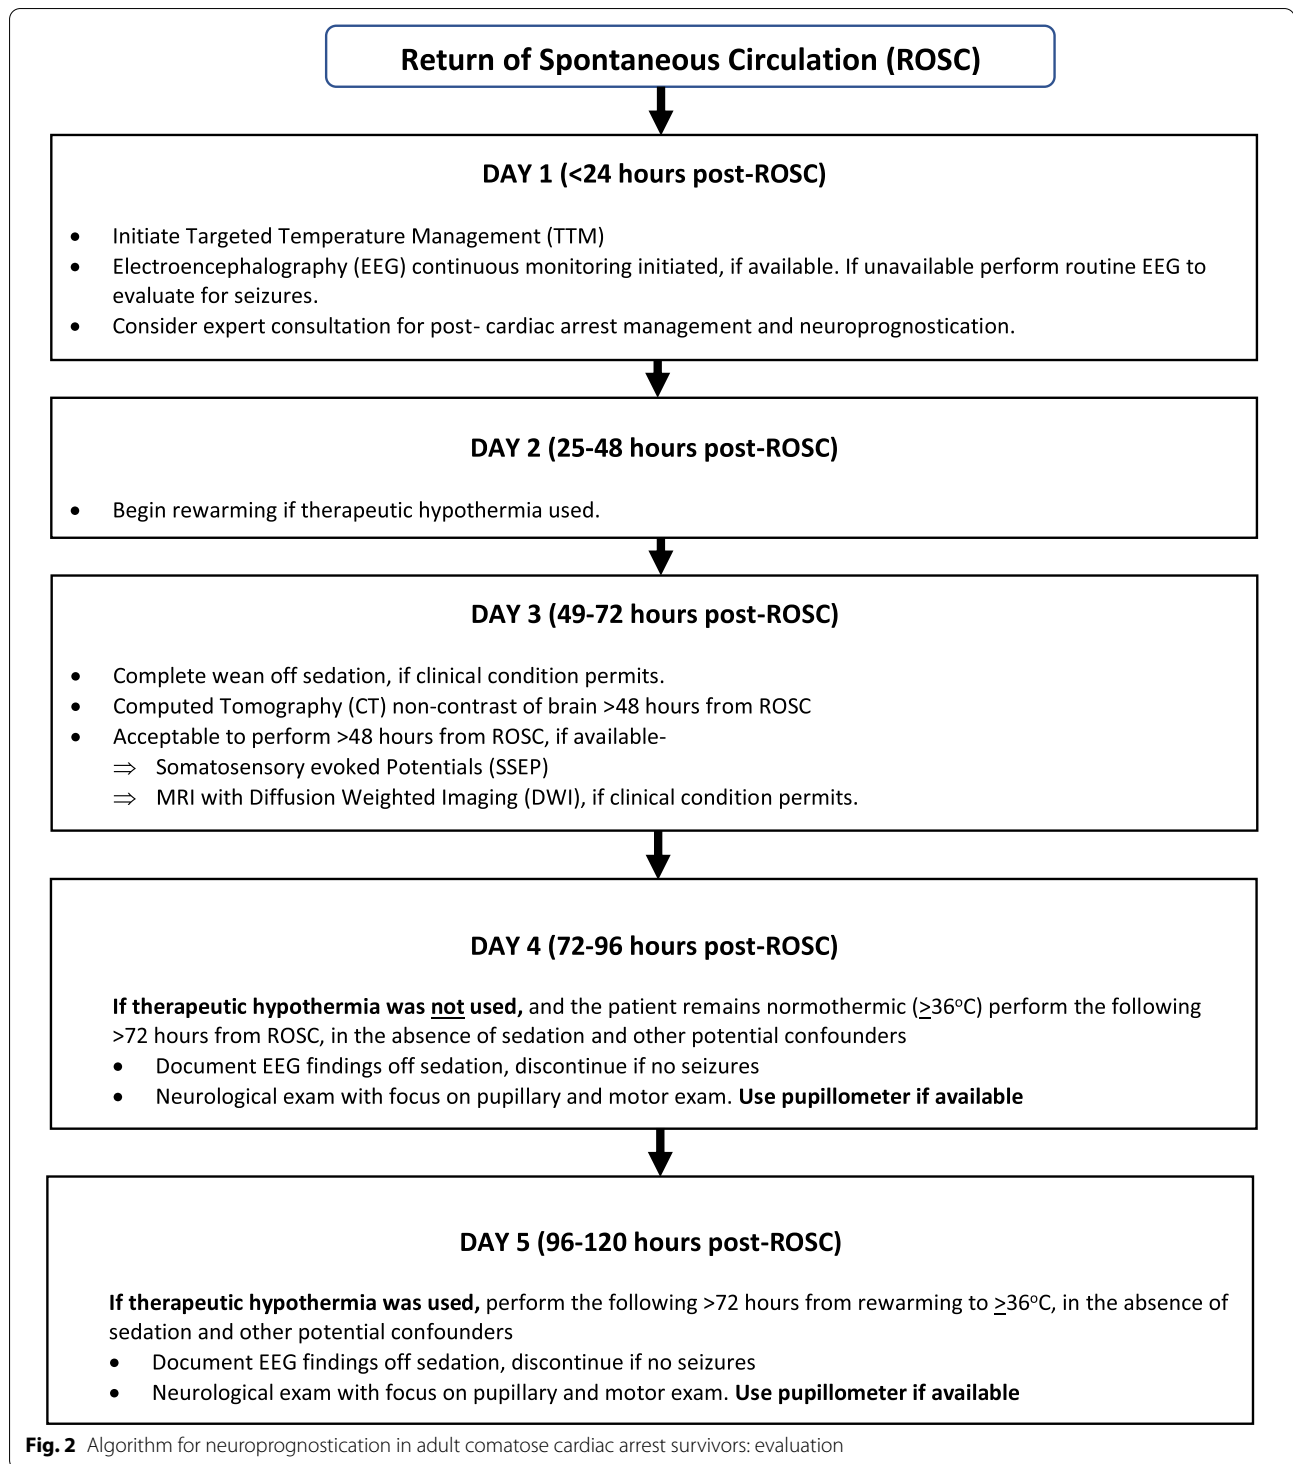 Return of Spontaneous Circulation (ROSC)
DAY 1 (<24 hours post-ROSC)
• Initiate Targeted Temperature Management (TTM)
• Electroencephalography (EEG) continuous monitoring initiated, if available. If unavailable perform routine EEG to
evaluate for seizures.
• Consider expert consultation for post- cardiac arrest management and neuroprognostication.
DAY 2 (25-48 hours post-ROSC)
• Begin rewarming if therapeutic hypothermia used.
DAY 3 (49-72 hours post-ROSC)
• Complete wean off sedation, if clinical condition permits.
• Computed Tomography (CT) non-contrast of brain >48 hours from ROSC
• Acceptable to perform >48 hours from ROSC, if available-
⇒ Somatosensory evoked Potentials (SSEP)
⇒ MRI with Diffusion Weighted Imaging (DWI), if clinical condition permits.
DAY 4 (72-96 hours post-ROSC)
If therapeutic hypothermia was not used, and the patient remains normothermic (≥36°C) perform the following
>72 hours from ROSC, in the absence of sedation and other potential confounders
• Document EEG findings off sedation, discontinue if no seizures
• Neurological exam with focus on pupillary and motor exam. Use pupillometer if available
DAY 5 (96-120 hours post-ROSC)
If therapeutic hypothermia was used, perform the following >72 hours from rewarming to ≥36°C, in the absence of
sedation and other potential confounders
• Document EEG findings off sedation, discontinue if no seizures
• Neurological exam with focus on pupillary and motor exam. Use pupillometer if available
Fig. 2 Algorithm for neuroprognostication in adult comatose cardiac arrest survivors: evaluation